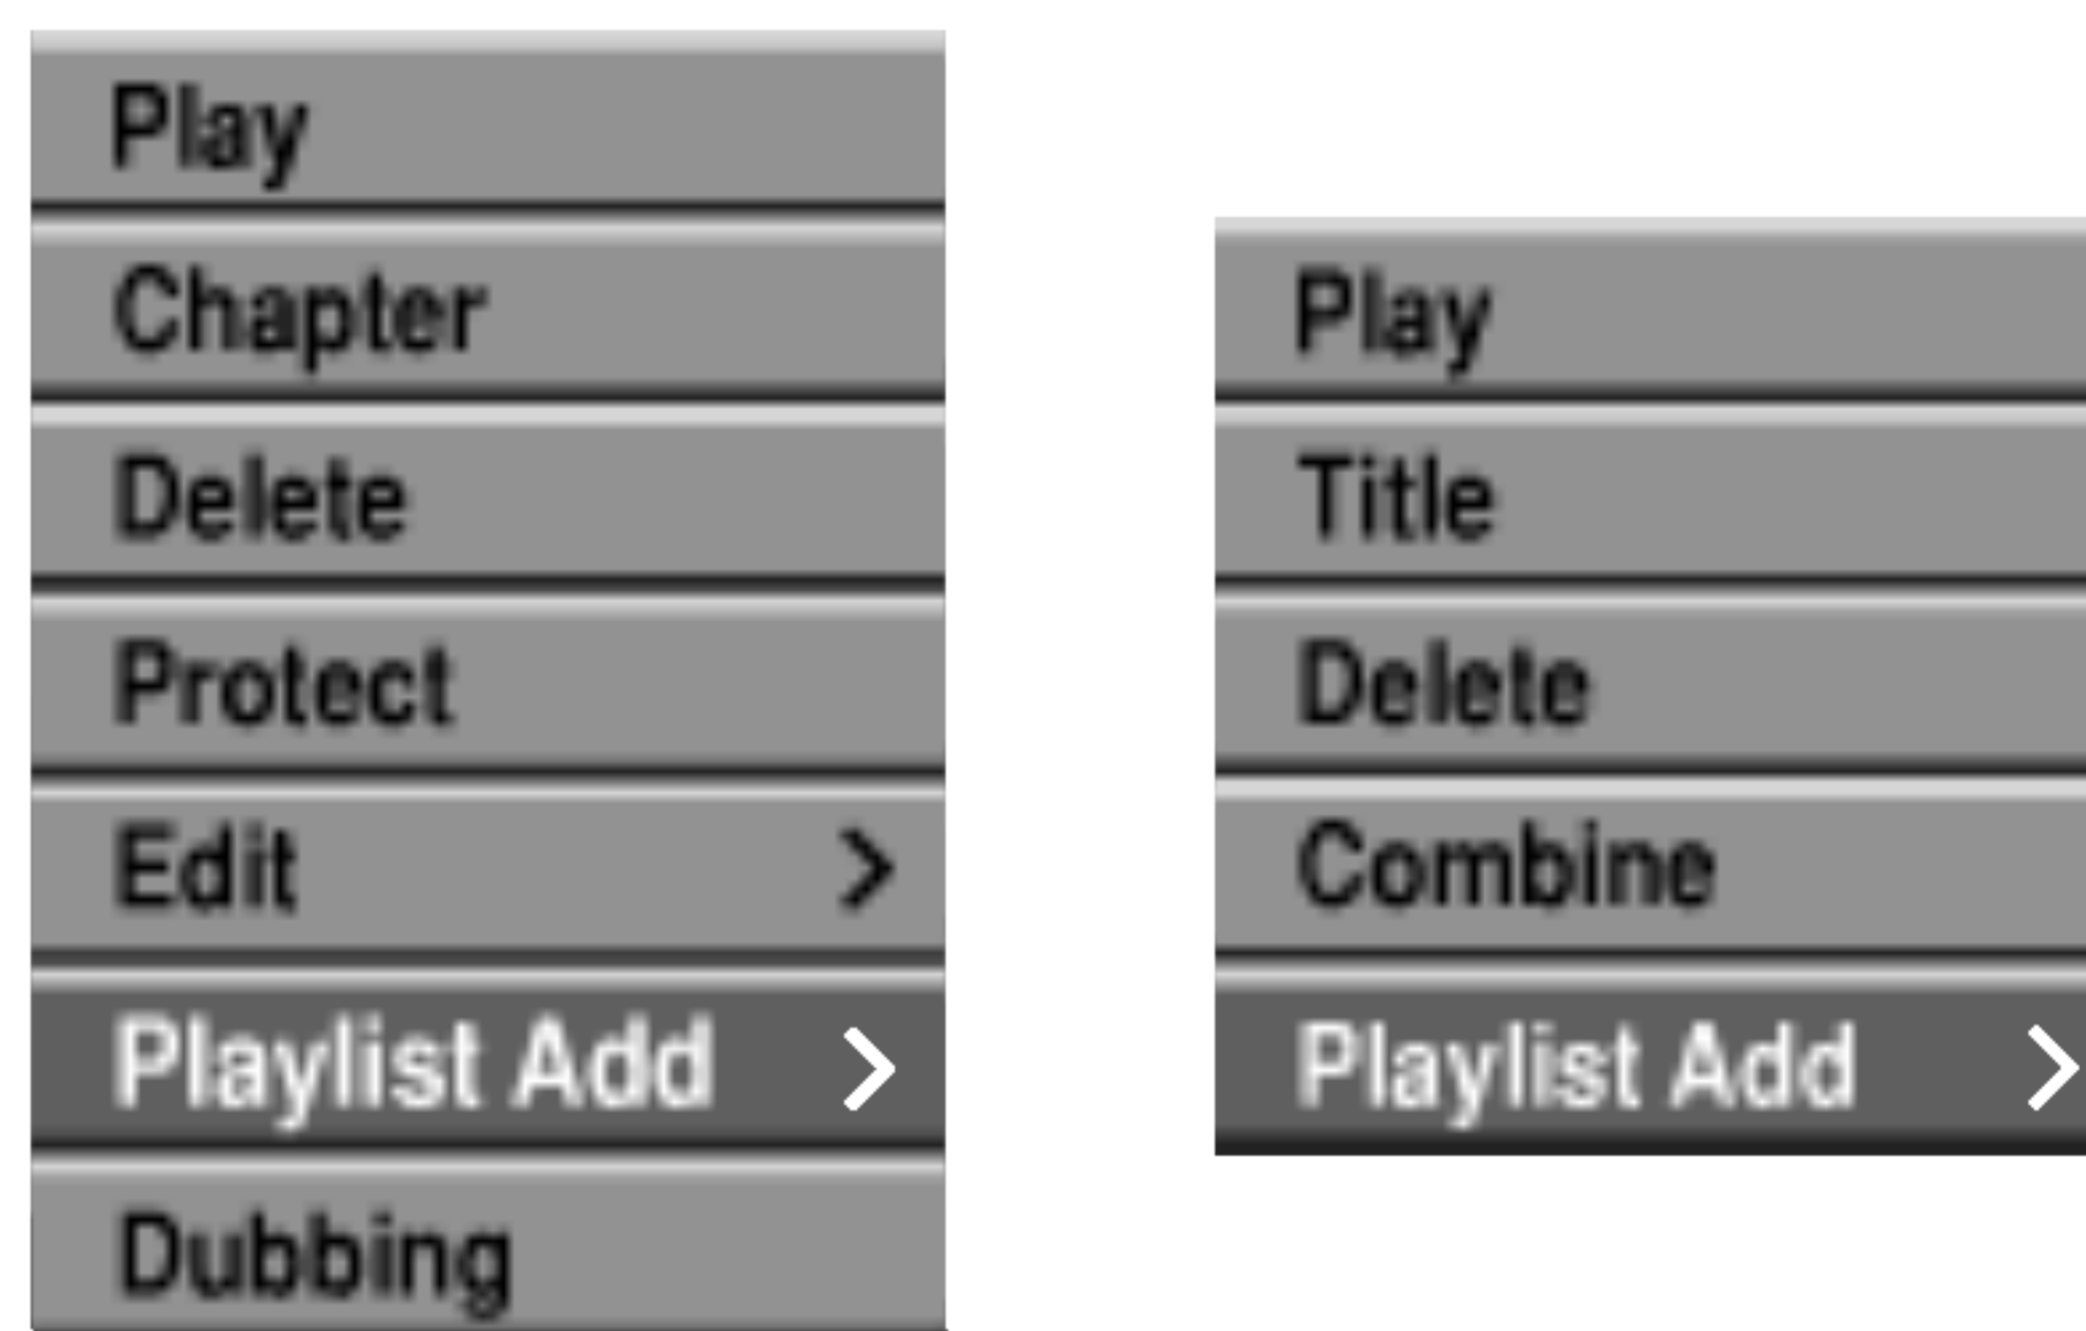 Play
Chapter
Delete
Protect
Edit >
Playlist Add >
Dubbing
Play
Title
Delete
Combine
Playlist Add >